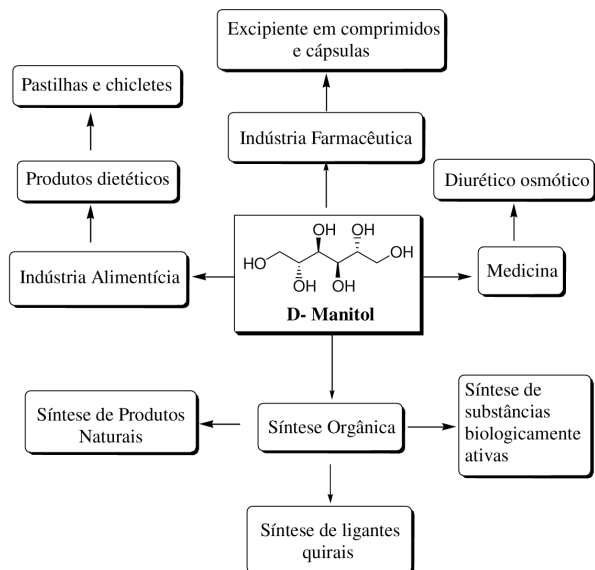 Excipiente em comprimidos
e cápsulas
Pastilhas e chicletes
Indústria Farmacêutica
Produtos dietéticos
Diurético osmótico
OH
OH
HO
OH
OH
OH
D- Manitol
Indústria Alimentícia
Medicina
Síntese de Produtos
Naturais
Síntese Orgânica
Síntese de
substâncias
biologicamente
ativas
Síntese de ligantes
quirais